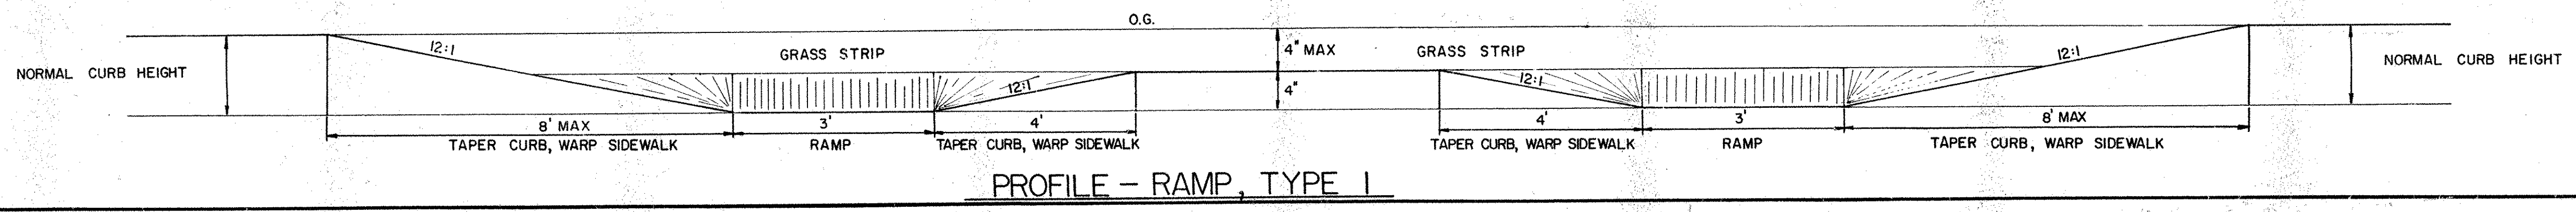 O.G.
12:1
GRASS STRIP
4" MAX
GRASS STRIP
12:1
NORMAL CURB HEIGHT
NORMAL CURB HEIGHT
12:1
4"
12:1
8' MAX
3'
4'
4'
3'
8' MAX
TAPER CURB, WARP SIDEWALK
RAMP
TAPER CURB, WARP SIDEWALK
TAPER CURB, WARP SIDEWALK
RAMP
TAPER CURB, WARP SIDEWALK
PROFILE - RAMP, TYPE I